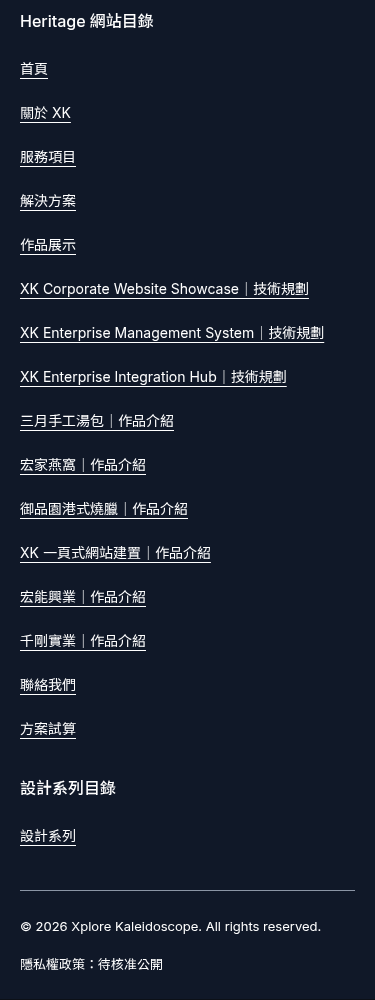 Heritage 網站目錄
首頁
關於 XK
服務項目
解決方案
作品展示
XK Corporate Website Showcase｜技術規劃
XK Enterprise Management System｜技術規劃
XK Enterprise Integration Hub｜技術規劃
三月手工湯包｜作品介紹
宏家燕窩｜作品介紹
御品園港式燒臘｜作品介紹
XK 一頁式網站建置｜作品介紹
宏能興業｜作品介紹
千剛實業｜作品介紹
聯絡我們
方案試算
設計系列目錄
設計系列
© 2026 Xplore Kaleidoscope. All rights reserved.
隱私權政策：待核准公開